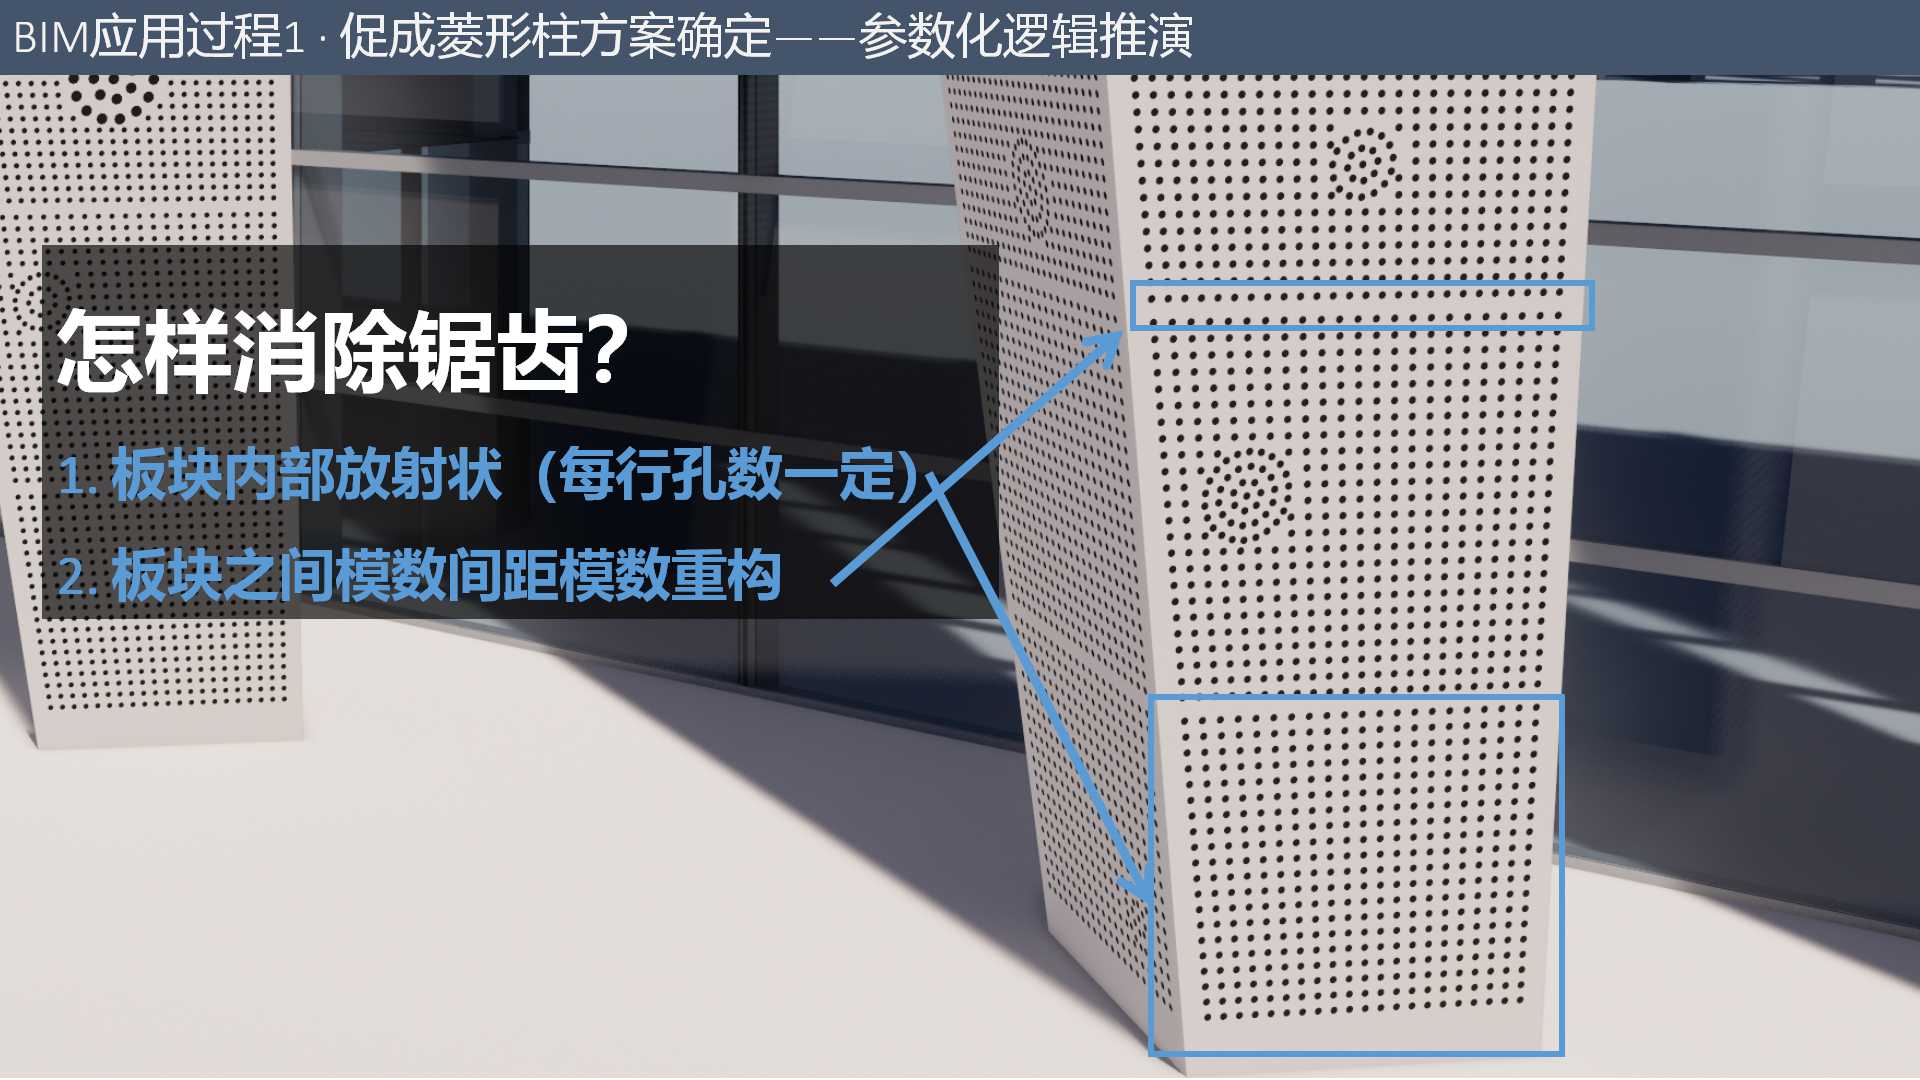 BIM应用过程1 · 促成菱形柱方案确定——参数化逻辑推演
怎样消除锯齿?
1. 板块内部放射状（每行孔数一定）
2. 板块之间模数间距模数重构